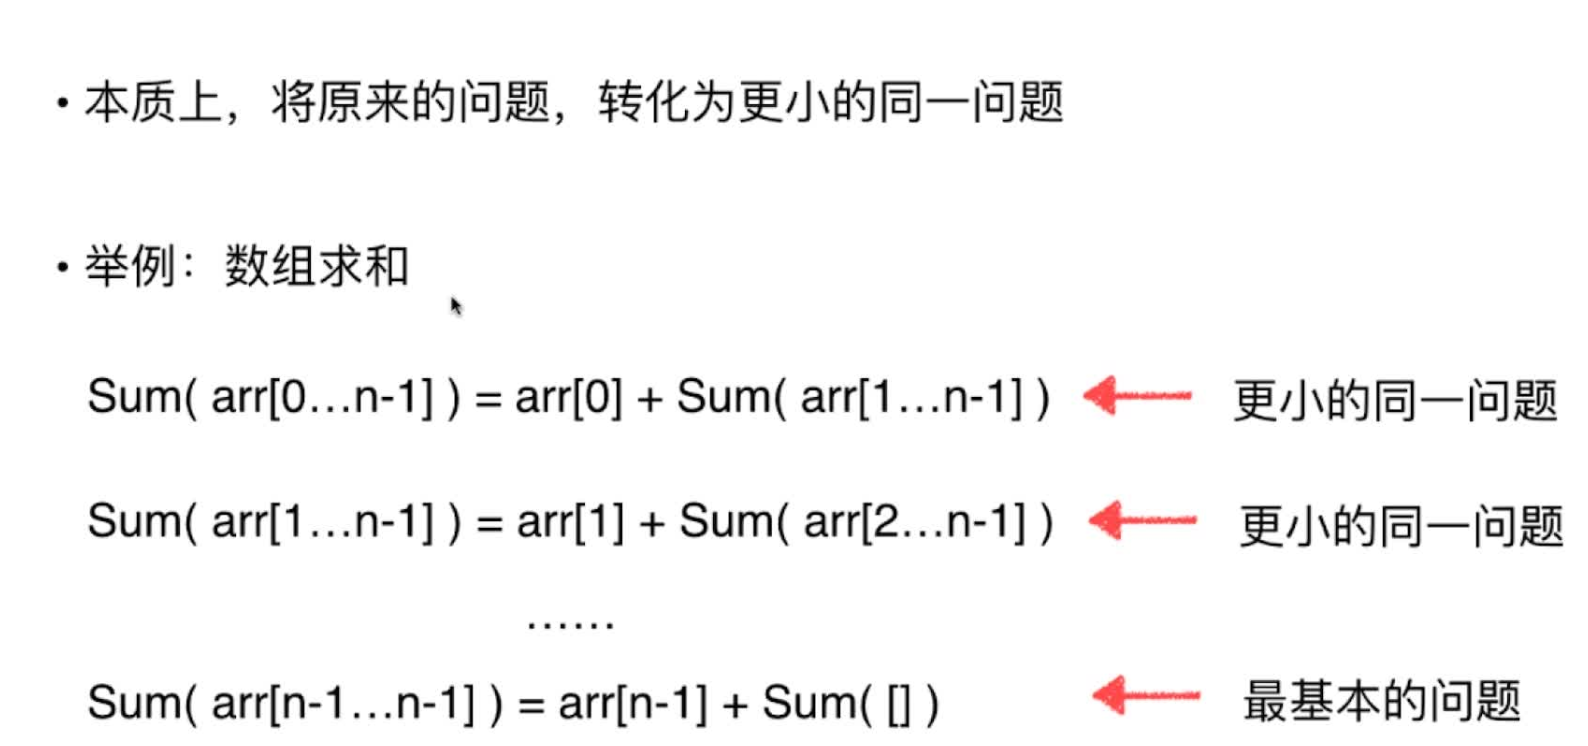 • 本质上，将原来的问题，转化为更小的同一问题
• 举例：数组求和
Sum( arr[0...n-1] ) = arr[0] + Sum( arr[1...n-1] ) 更小的同一问题
Sum( arr[1...n-1] ) = arr[1] + Sum( arr[2...n-1] ) 更小的同一问题
......
Sum( arr[n-1...n-1] ) = arr[n-1] + Sum( [] ) 最基本的问题